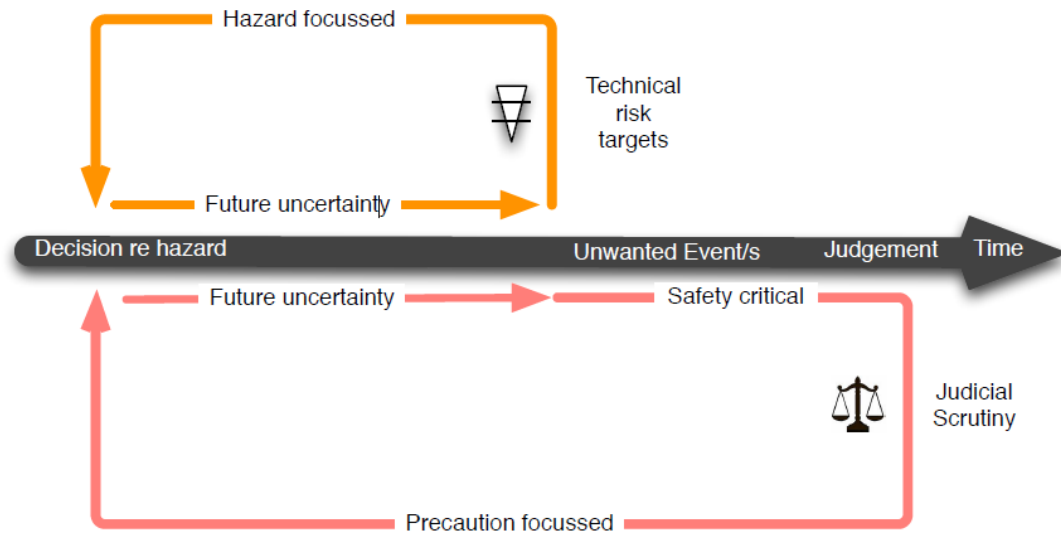 Hazard focussed
Technical
risk
targets
Future uncertainty
Decision re hazard
Unwanted Event/s
Judgement
Time
Future uncertainty
Safety critical
Judicial
Scrutiny
Precaution focussed